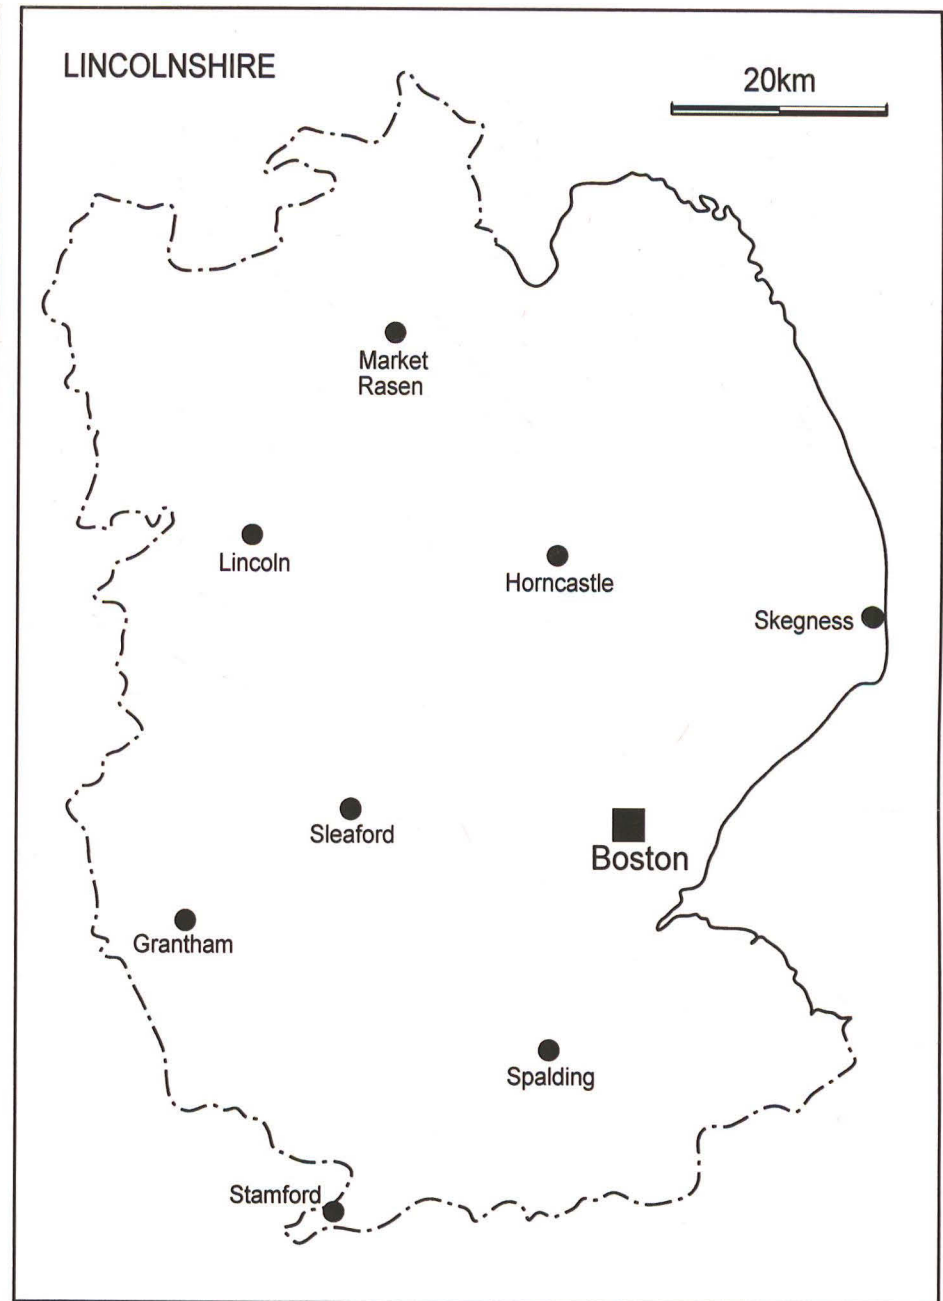 LINCOLNSHIRE
20km
Market
Rasen
Lincoln
Horncastle
Skegness
Sleaford
Boston
Grantham
Spalding
Stamford